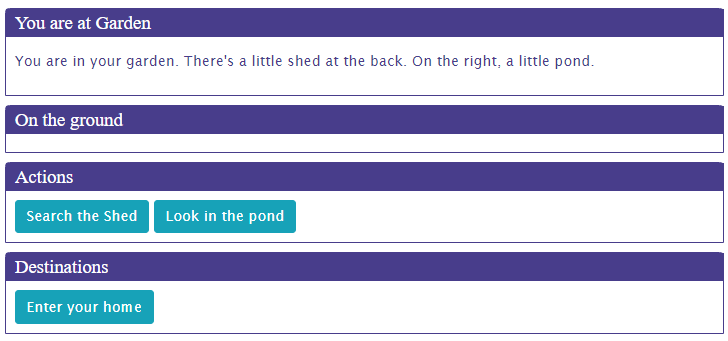 You are at Garden
You are in your garden. There's a little shed at the back. On the right, a little pond.
On the ground
Actions
Search the Shed Look in the pond
Destinations
Enter your home